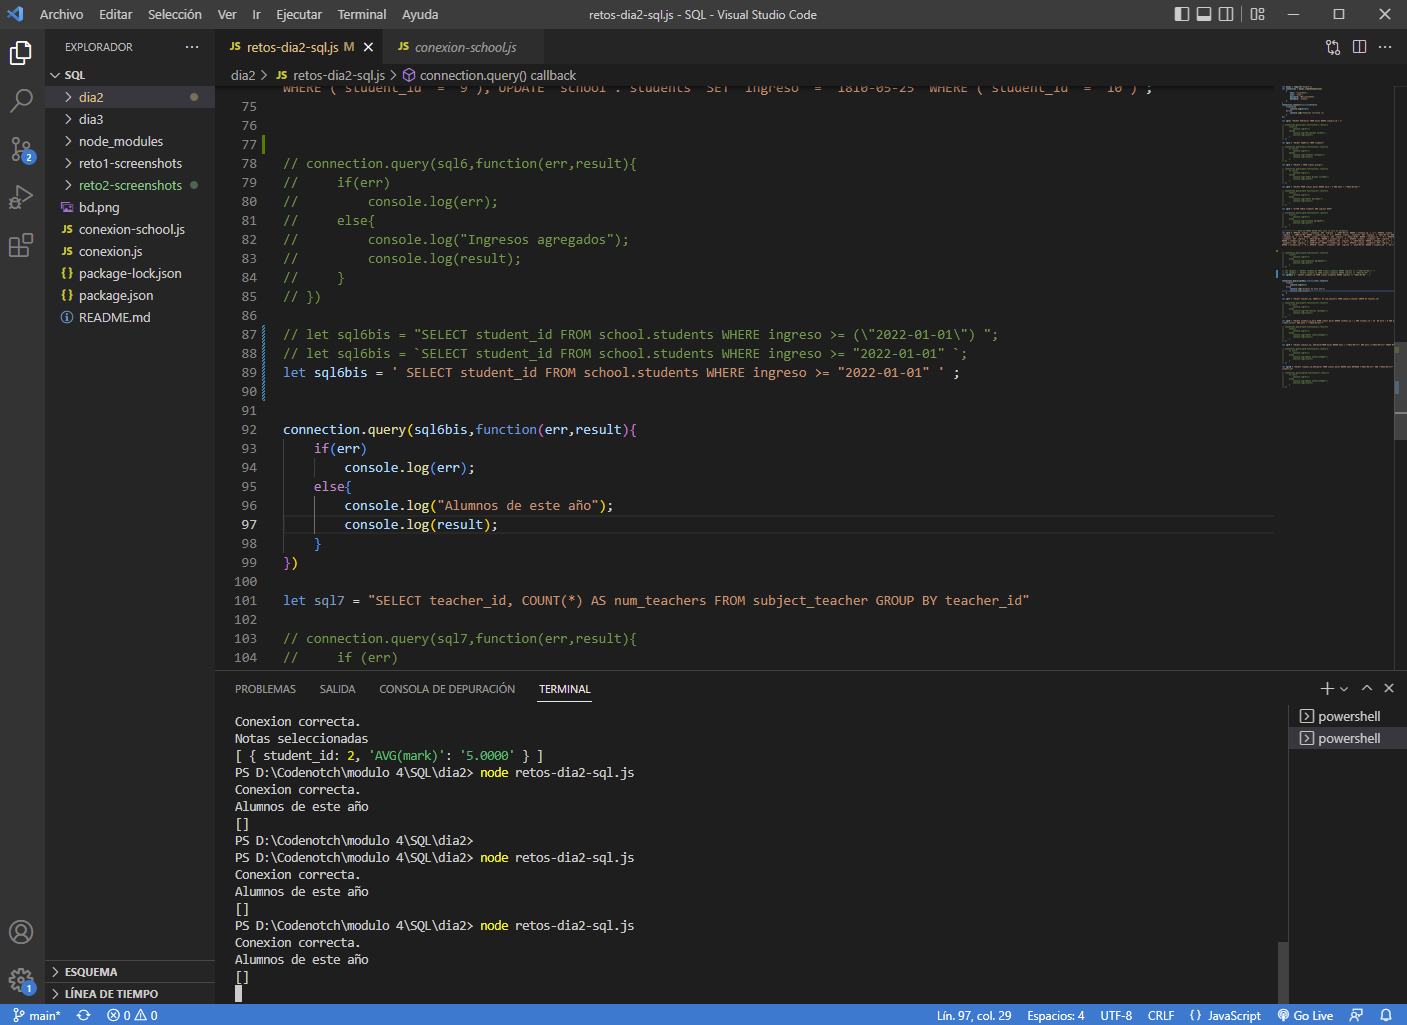 Archivo Editar Selección Ver Ir Ejecutar Terminal Ayuda
retos-dia2-sql.js - SQL - Visual Studio Code
EXPLORADOR
SQL
dia2
dia3
node_modules
reto1-screenshots
reto2-screenshots
bd.png
JS conexion-school.js
JS conexion.js
{} package-lock.json
{} package.json
README.md
ESQUEMA
LÍNEA DE TIEMPO
2
1
JS retos-dia2-sql.js M
JS conexion-school.js
dia2 > JS retos-dia2-sql.js > connection.query() callback
WHERE (`student_id` = '9'),UPDATE `school`.`students` SET `ingreso` = '1810-05-25' WHERE (`student_id` = '10');
75
76
77
78 // connection.query(sql6,function(err,result){
79 //     if(err)
80 //         console.log(err);
81 //     else{
82 //         console.log("Ingresos agregados");
83 //         console.log(result);
84 //     }
85 // })
86
87 // let sql6bis = "SELECT student_id FROM school.students WHERE ingreso >= (\"2022-01-01\") ";
88 // let sql6bis = `SELECT student_id FROM school.students WHERE ingreso >= "2022-01-01" `;
89 let sql6bis = ' SELECT student_id FROM school.students WHERE ingreso >= "2022-01-01" ' ;
90
91
92 connection.query(sql6bis,function(err,result){
93     if(err)
94         console.log(err);
95     else{
96         console.log("Alumnos de este año");
97         console.log(result);
98     }
99 })
100
101 let sql7 = "SELECT teacher_id, COUNT(*) AS num_teachers FROM subject_teacher GROUP BY teacher_id"
102
103 // connection.query(sql7,function(err,result){
104 //     if (err)
PROBLEMAS SALIDA CONSOLA DE DEPURACIÓN TERMINAL
powershell
powershell
Conexion correcta.
Notas seleccionadas
[ { student_id: 2, 'AVG(mark)': '5.0000' } ]
PS D:\Codenotch\modulo 4\SQL\dia2> node retos-dia2-sql.js
Conexion correcta.
Alumnos de este año
[]
PS D:\Codenotch\modulo 4\SQL\dia2>
PS D:\Codenotch\modulo 4\SQL\dia2> node retos-dia2-sql.js
Conexion correcta.
Alumnos de este año
[]
PS D:\Codenotch\modulo 4\SQL\dia2> node retos-dia2-sql.js
Conexion correcta.
Alumnos de este año
[]
main* 0 0 Lín. 97, col. 29 Espacios: 4 UTF-8 CRLF {} JavaScript Go Live